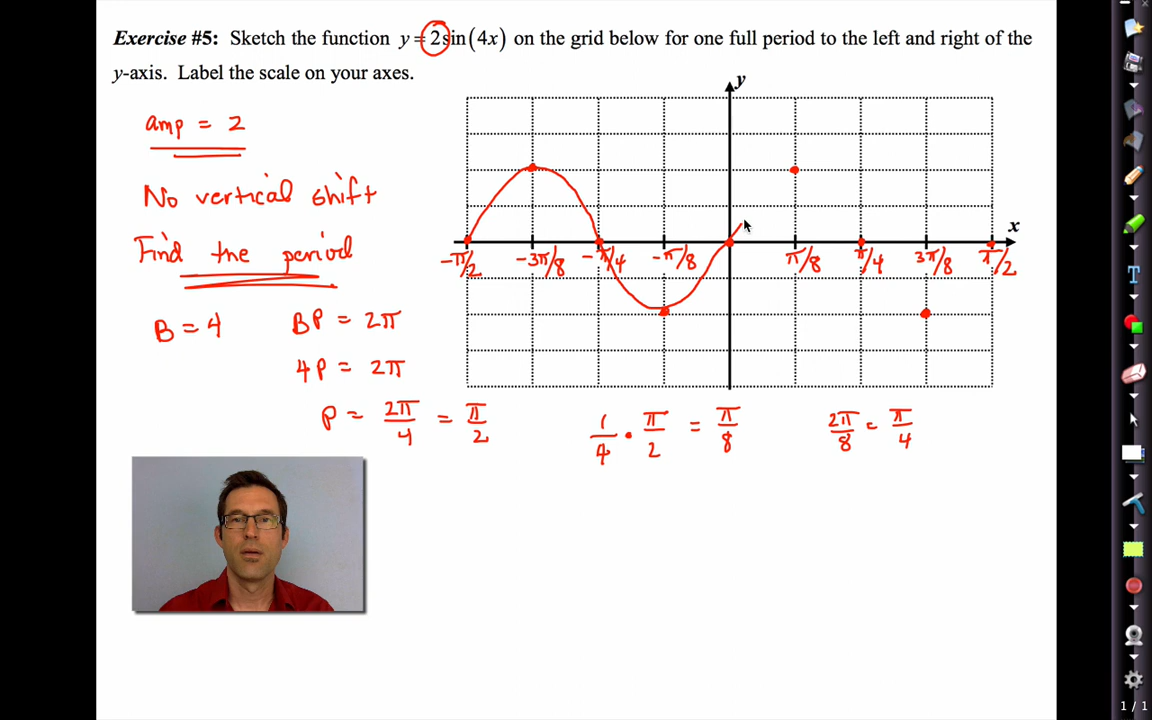 Exercise #5: Sketch the function y = 2sin(4x) on the grid below for one full period to the left and right of the
y-axis. Label the scale on your axes.
amp = 2
No vertical shift
Find the period
B = 4
BP = 2π
4P = 2π
P = 2π/4 = π/2
y
x
-π/2 -3π/8 -π/4 -π/8 π/8 π/4 3π/8 π/2
1/4 · π/2 = π/8
2π/8 = π/4
T
1 / 1